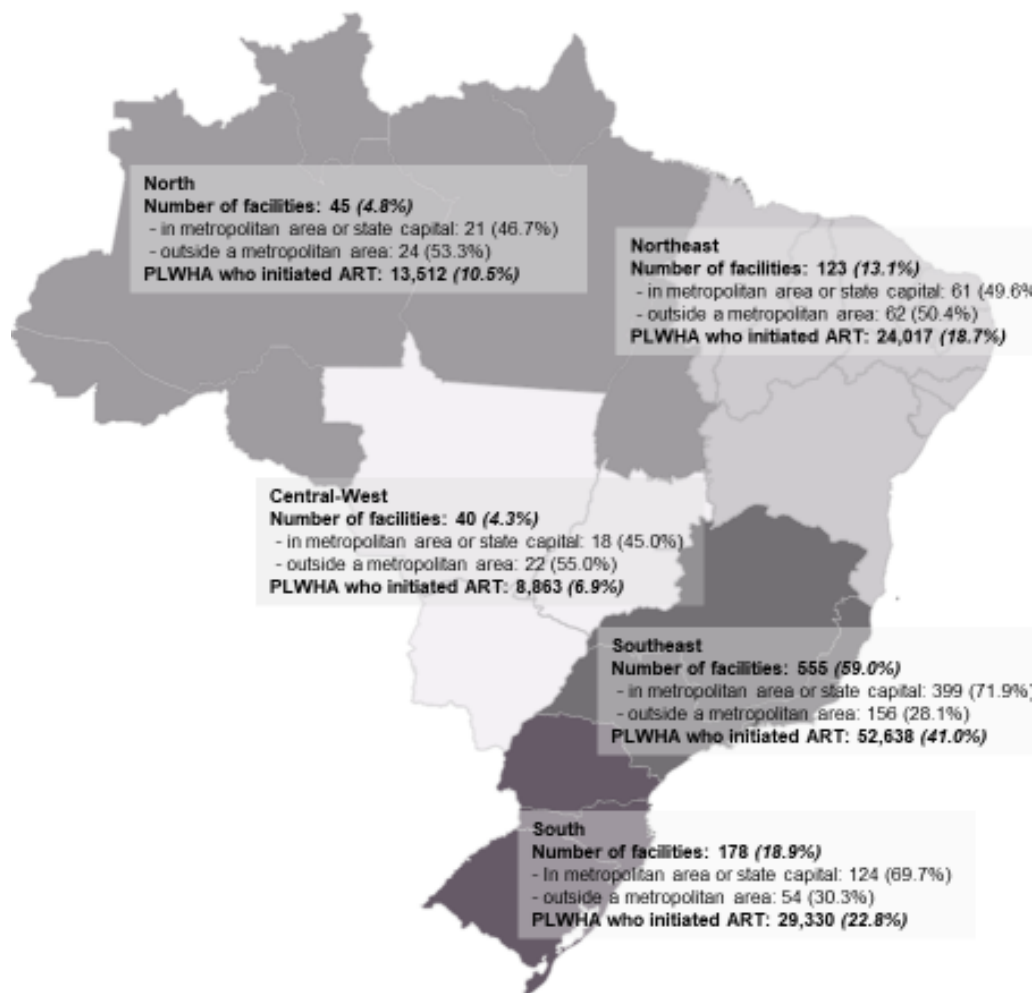 North
Number of facilities: 45 (4.8%)
- in metropolitan area or state capital: 21 (46.7%)
- outside a metropolitan area: 24 (53.3%)
PLWHA who initiated ART: 13,512 (10.5%)
Northeast
Number of facilities: 123 (13.1%)
- in metropolitan area or state capital: 61 (49.6%
- outside a metropolitan area: 62 (50.4%)
PLWHA who initiated ART: 24,017 (18.7%)
Central-West
Number of facilities: 40 (4.3%)
- in metropolitan area or state capital: 18 (45.0%)
- outside a metropolitan area: 22 (55.0%)
PLWHA who initiated ART: 8,863 (6.9%)
Southeast
Number of facilities: 555 (59.0%)
- in metropolitan area or state capital: 399 (71.9%)
- outside a metropolitan area: 156 (28.1%)
PLWHA who initiated ART: 52,638 (41.0%)
South
Number of facilities: 178 (18.9%)
- In metropolitan area or state capital: 124 (69.7%)
- outside a metropolitan area: 54 (30.3%)
PLWHA who initiated ART: 29,330 (22.8%)